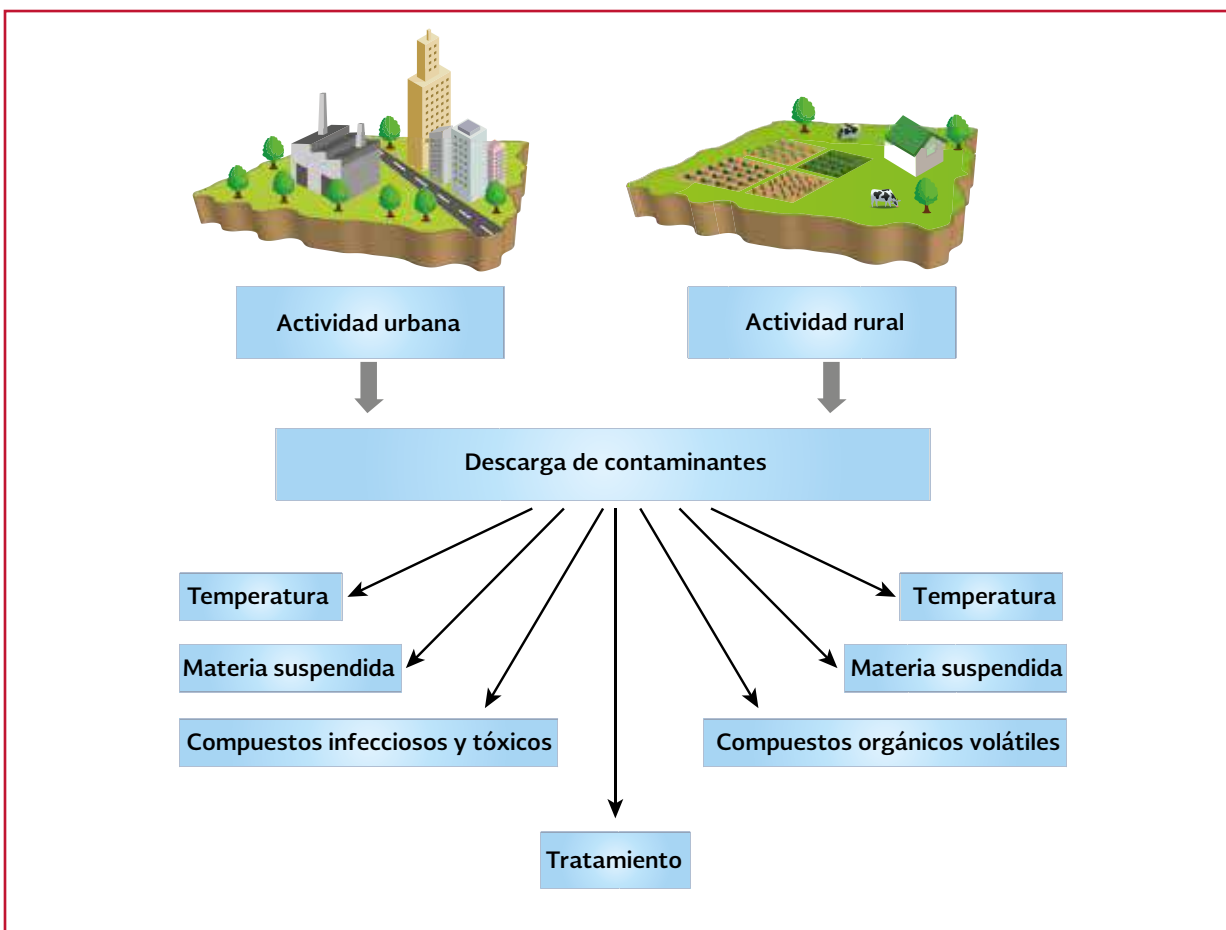 Actividad urbana
Actividad rural
Descarga de contaminantes
Temperatura
Temperatura
Materia suspendida
Materia suspendida
Compuestos infecciosos y tóxicos
Compuestos orgánicos volátiles
Tratamiento